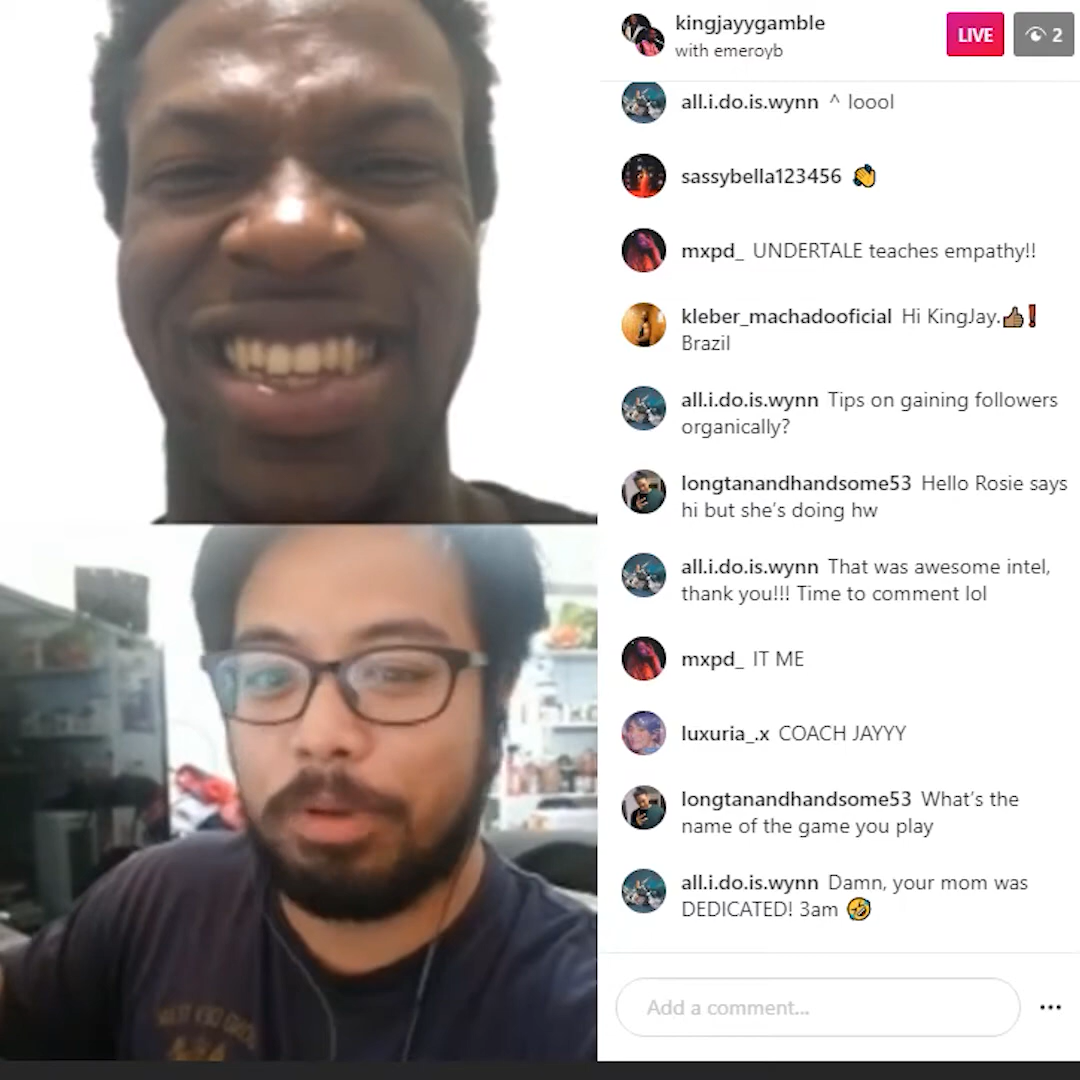 kingjayygamble
with emeroyb
LIVE
2
all.i.do.is.wynn ^ loool
sassybella123456 👏
mxpd_ UNDERTALE teaches empathy!!
kleber_machadooficial Hi KingJay.👍🏾❗
Brazil
all.i.do.is.wynn Tips on gaining followers
organically?
longtanandhandsome53 Hello Rosie says
hi but she's doing hw
all.i.do.is.wynn That was awesome intel,
thank you!!! Time to comment lol
mxpd_ IT ME
luxuria_.x COACH JAYYY
longtanandhandsome53 What's the
name of the game you play
all.i.do.is.wynn Damn, your mom was
DEDICATED! 3am 🤣
Add a comment...